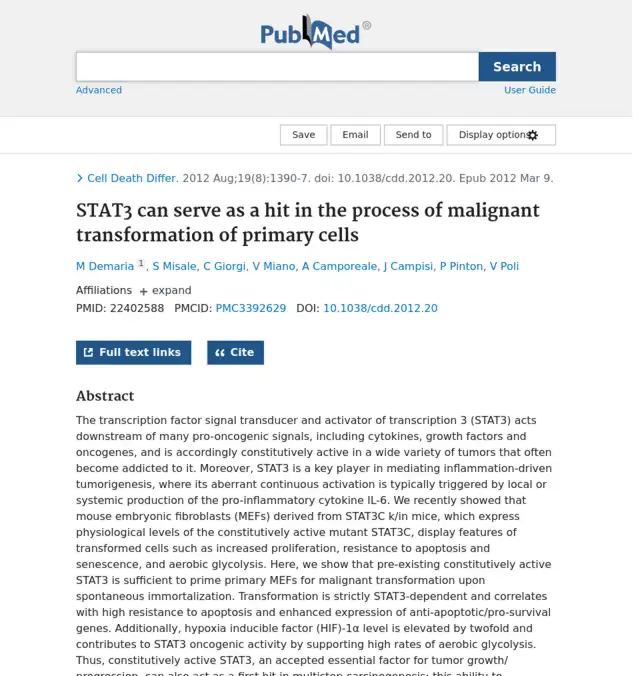 PubMed®
Search
Advanced User Guide
Save Email Send to Display options
Cell Death Differ. 2012 Aug;19(8):1390-7. doi: 10.1038/cdd.2012.20. Epub 2012 Mar 9.
STAT3 can serve as a hit in the process of malignant
transformation of primary cells
M Demaria 1, S Misale, C Giorgi, V Miano, A Camporeale, J Campisi, P Pinton, V Poli
Affiliations + expand
PMID: 22402588 PMCID: PMC3392629 DOI: 10.1038/cdd.2012.20
Full text links Cite
Abstract
The transcription factor signal transducer and activator of transcription 3 (STAT3) acts
downstream of many pro-oncogenic signals, including cytokines, growth factors and
oncogenes, and is accordingly constitutively active in a wide variety of tumors that often
become addicted to it. Moreover, STAT3 is a key player in mediating inflammation-driven
tumorigenesis, where its aberrant continuous activation is typically triggered by local or
systemic production of the pro-inflammatory cytokine IL-6. We recently showed that
mouse embryonic fibroblasts (MEFs) derived from STAT3C k/in mice, which express
physiological levels of the constitutively active mutant STAT3C, display features of
transformed cells such as increased proliferation, resistance to apoptosis and
senescence, and aerobic glycolysis. Here, we show that pre-existing constitutively active
STAT3 is sufficient to prime primary MEFs for malignant transformation upon
spontaneous immortalization. Transformation is strictly STAT3-dependent and correlates
with high resistance to apoptosis and enhanced expression of anti-apoptotic/pro-survival
genes. Additionally, hypoxia inducible factor (HIF)-1α level is elevated by twofold and
contributes to STAT3 oncogenic activity by supporting high rates of aerobic glycolysis.
Thus, constitutively active STAT3, an accepted essential factor for tumor growth/
progression, can also act as a first hit in multistep carcinogenesis; this ability to